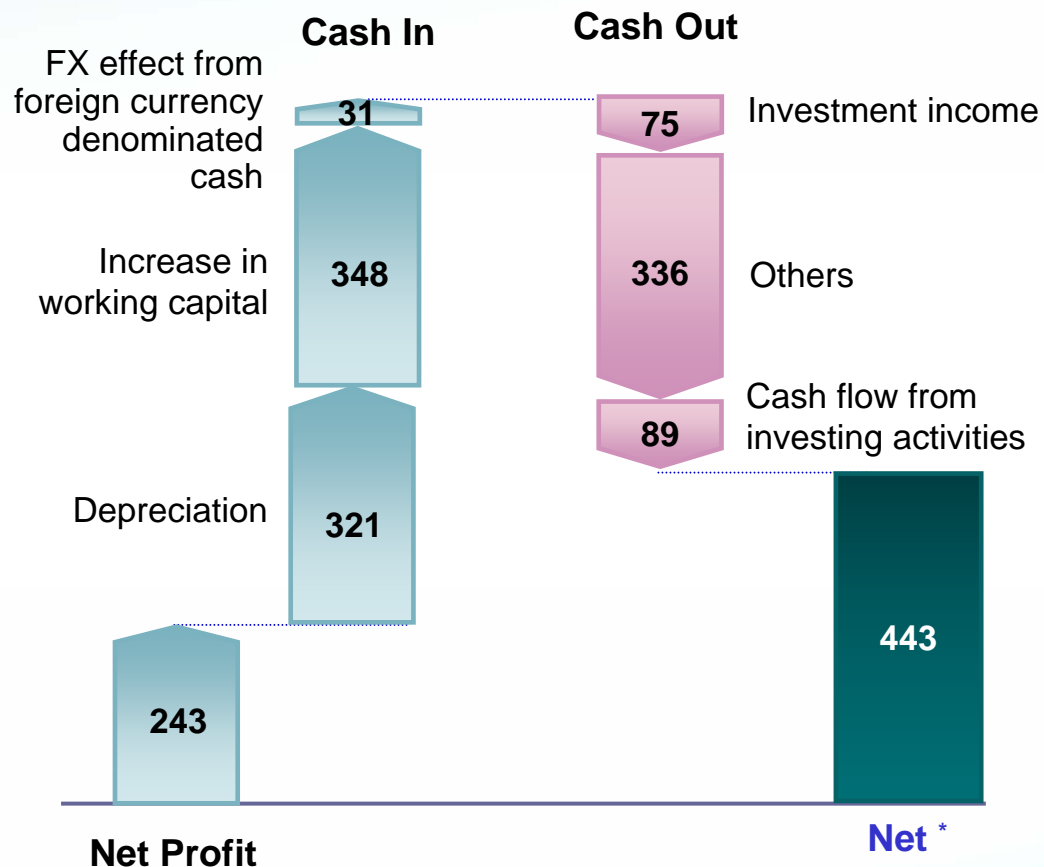 Cash In
Cash Out
FX effect from
foreign currency
denominated
cash
31
75
Investment income
Increase in
working capital
348
336
Others
Depreciation
321
89
Cash flow from
investing activities
243
443
Net Profit
Net *